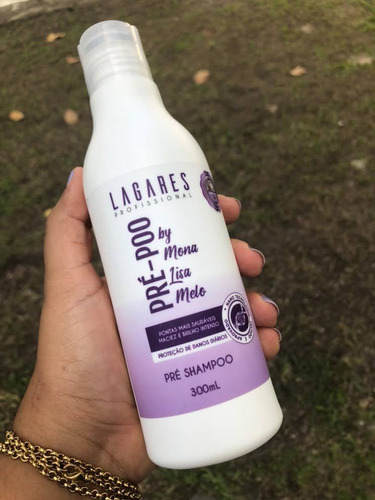 LAGARES
PROFISSIONAL
PRÉ-POO
by
Mona
Lisa
Melo
PONTAS MAIS SAUDÁVEIS
MACIEZ E BRILHO INTENSO
PROTEÇÃO DE DANOS DIÁRIOS
PRÉ SHAMPOO
300mL